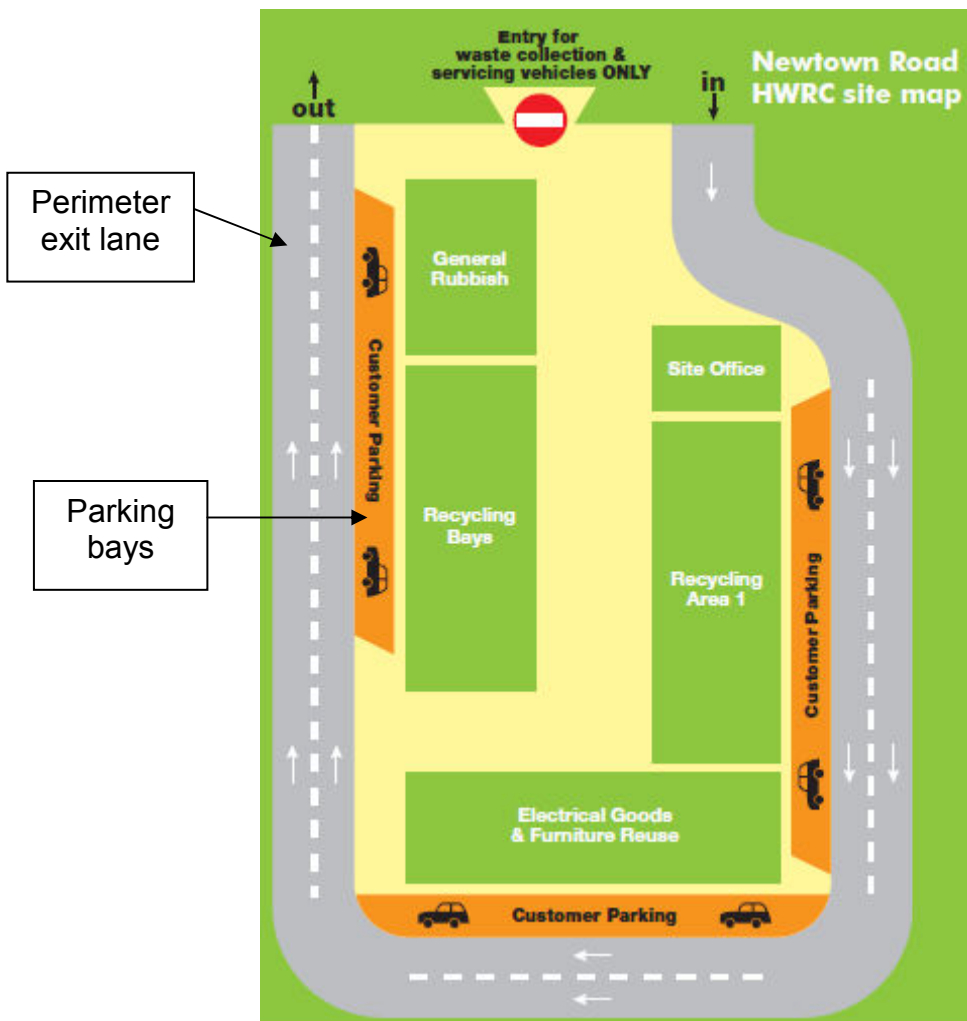 Entry for
waste collection &
servicing vehicles ONLY
Newtown Road
HWRC site map
in
out
Perimeter
exit lane
General
Rubbish
Customer Parking
Site Office
Parking
bays
Recycling
Bays
Recycling
Area 1
Customer Parking
Electrical Goods
& Furniture Reuse
Customer Parking